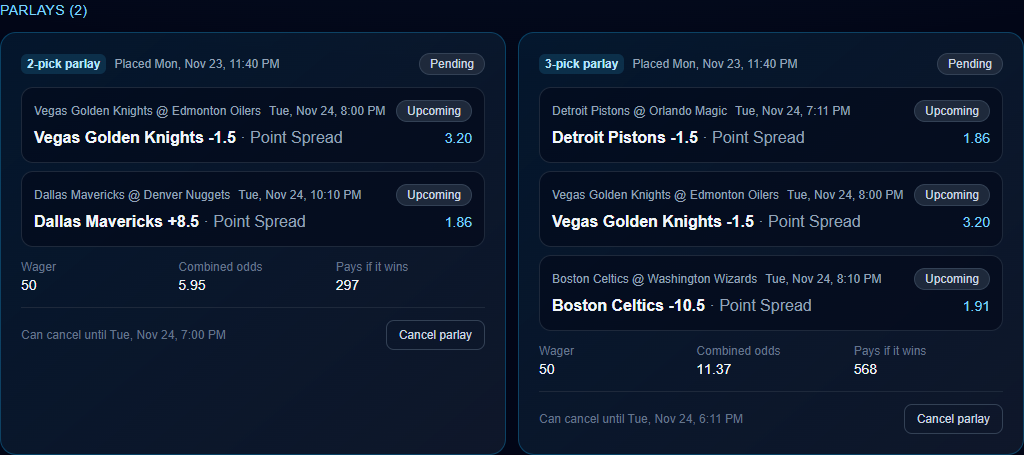 PARLAYS (2)
2-pick parlay Placed Mon, Nov 23, 11:40 PM Pending
Vegas Golden Knights @ Edmonton Oilers Tue, Nov 24, 8:00 PM Upcoming
Vegas Golden Knights -1.5 · Point Spread 3.20
Dallas Mavericks @ Denver Nuggets Tue, Nov 24, 10:10 PM Upcoming
Dallas Mavericks +8.5 · Point Spread 1.86
Wager Combined odds Pays if it wins
50 5.95 297
Can cancel until Tue, Nov 24, 7:00 PM Cancel parlay
3-pick parlay Placed Mon, Nov 23, 11:40 PM Pending
Detroit Pistons @ Orlando Magic Tue, Nov 24, 7:11 PM Upcoming
Detroit Pistons -1.5 · Point Spread 1.86
Vegas Golden Knights @ Edmonton Oilers Tue, Nov 24, 8:00 PM Upcoming
Vegas Golden Knights -1.5 · Point Spread 3.20
Boston Celtics @ Washington Wizards Tue, Nov 24, 8:10 PM Upcoming
Boston Celtics -10.5 · Point Spread 1.91
Wager Combined odds Pays if it wins
50 11.37 568
Can cancel until Tue, Nov 24, 6:11 PM Cancel parlay